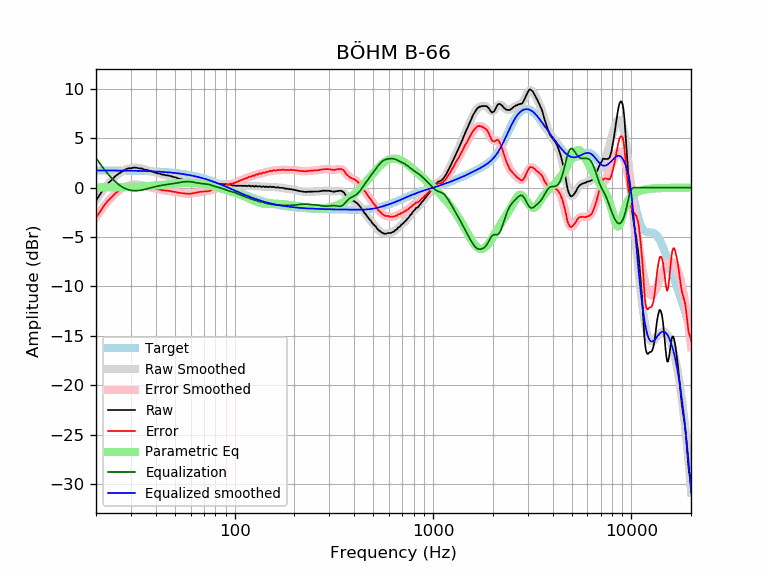 BÖHM B-66
Amplitude (dBr)
10
5
0
−5
−10
−15
−20
−25
−30
Target
Raw Smoothed
Error Smoothed
Raw
Error
Parametric Eq
Equalization
Equalized smoothed
100
1000
10000
Frequency (Hz)